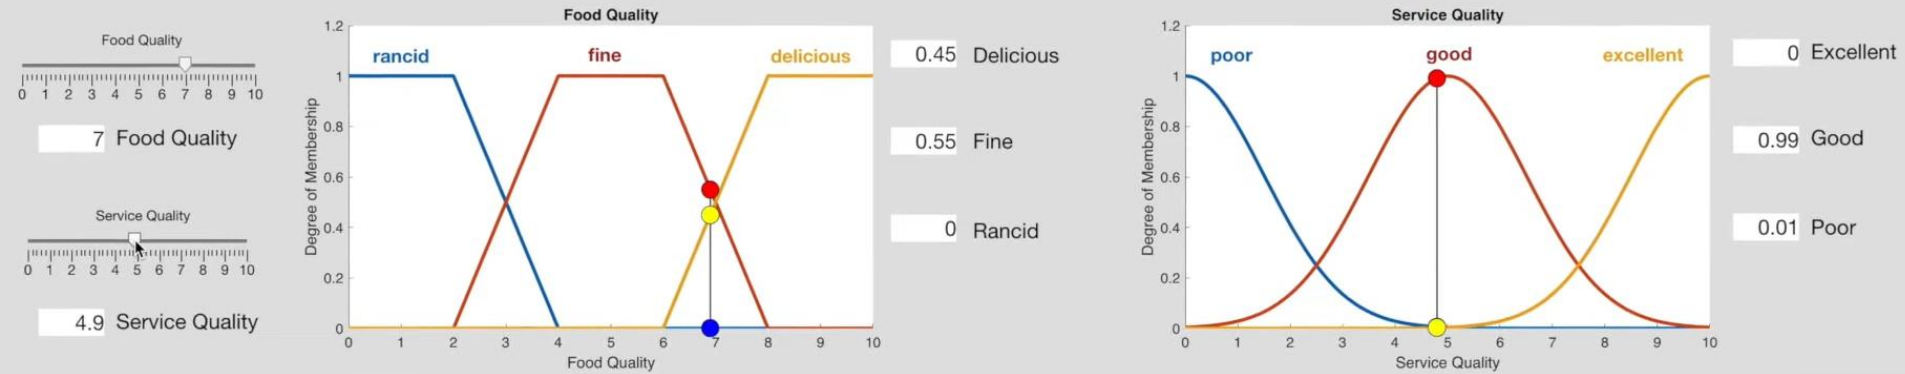 Food Quality
0 1 2 3 4 5 6 7 8 9 10
7 Food Quality
Service Quality
0 1 2 3 4 5 6 7 8 9 10
4.9 Service Quality
Food Quality
rancid fine delicious
Degree of Membership
1.2
1
0.8
0.6
0.4
0.2
0
0 1 2 3 4 5 6 7 8 9 10
Food Quality
0.45 Delicious
0.55 Fine
0 Rancid
Service Quality
poor good excellent
Degree of Membership
1.2
1
0.8
0.6
0.4
0.2
0
0 1 2 3 4 5 6 7 8 9 10
Service Quality
0 Excellent
0.99 Good
0.01 Poor